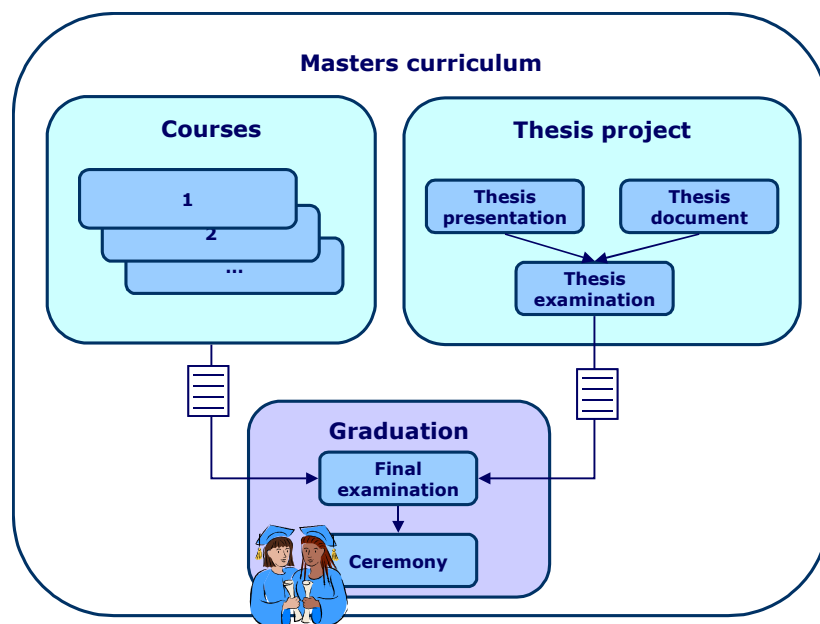 Masters curriculum
Courses
1
2
...
Thesis project
Thesis
presentation
Thesis
document
Thesis
examination
Graduation
Final
examination
Ceremony